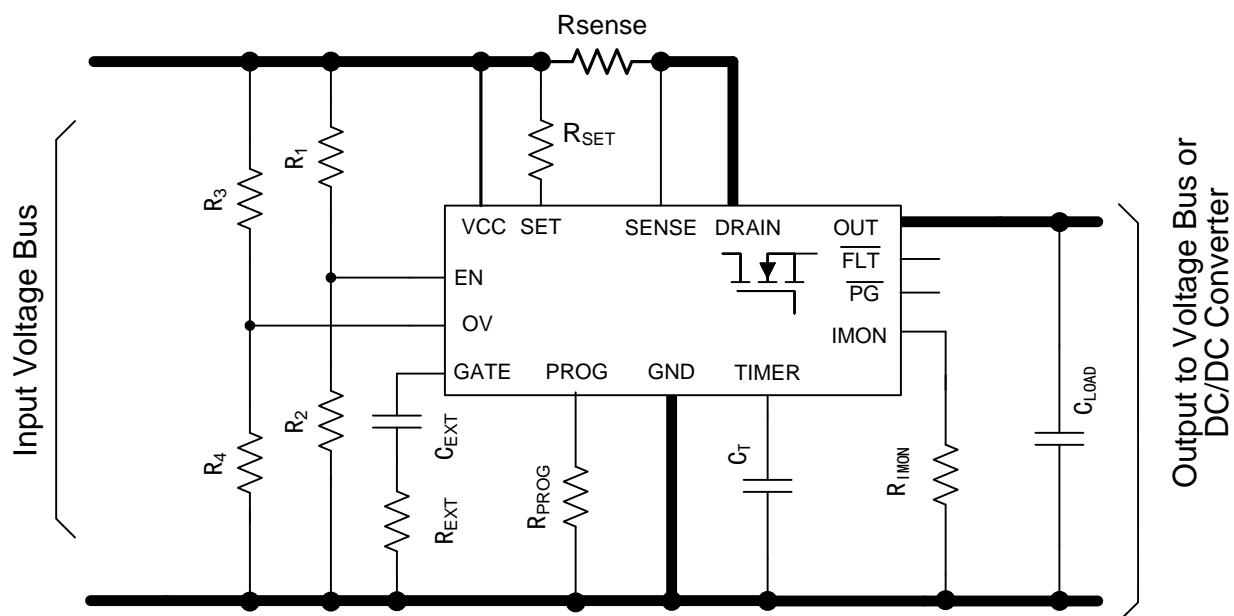 Rsense
RSET
R1
R3
Input Voltage Bus
VCC SET SENSE DRAIN OUT
FLT
EN
PG
OV
IMON
GATE PROG GND TIMER
R2
R4
CEXT
REXT
RPROG
CT
RIMON
CLOAD
Output to Voltage Bus or
DC/DC Converter